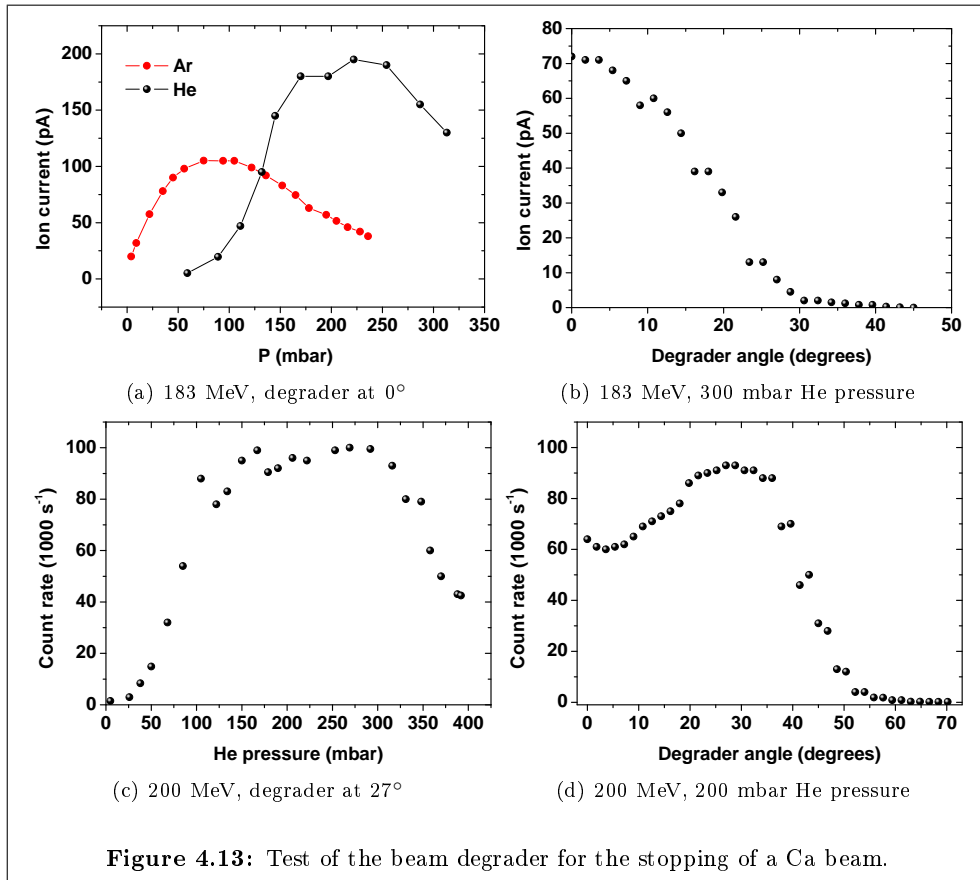 200
150
100
50
0
Ion current (pA)
Ar
He
0 50 100 150 200 250 300 350
P (mbar)
(a) 183 MeV, degrader at 0°
80
70
60
50
40
30
20
10
0
Ion current (pA)
0 10 20 30 40 50
Degrader angle (degrees)
(b) 183 MeV, 300 mbar He pressure
100
80
60
40
20
0
Count rate (1000 s⁻¹)
0 50 100 150 200 250 300 350 400
He pressure (mbar)
(c) 200 MeV, degrader at 27°
100
80
60
40
20
0
Count rate (1000 s⁻¹)
0 10 20 30 40 50 60 70
Degrader angle (degrees)
(d) 200 MeV, 200 mbar He pressure
Figure 4.13: Test of the beam degrader for the stopping of a Ca beam.